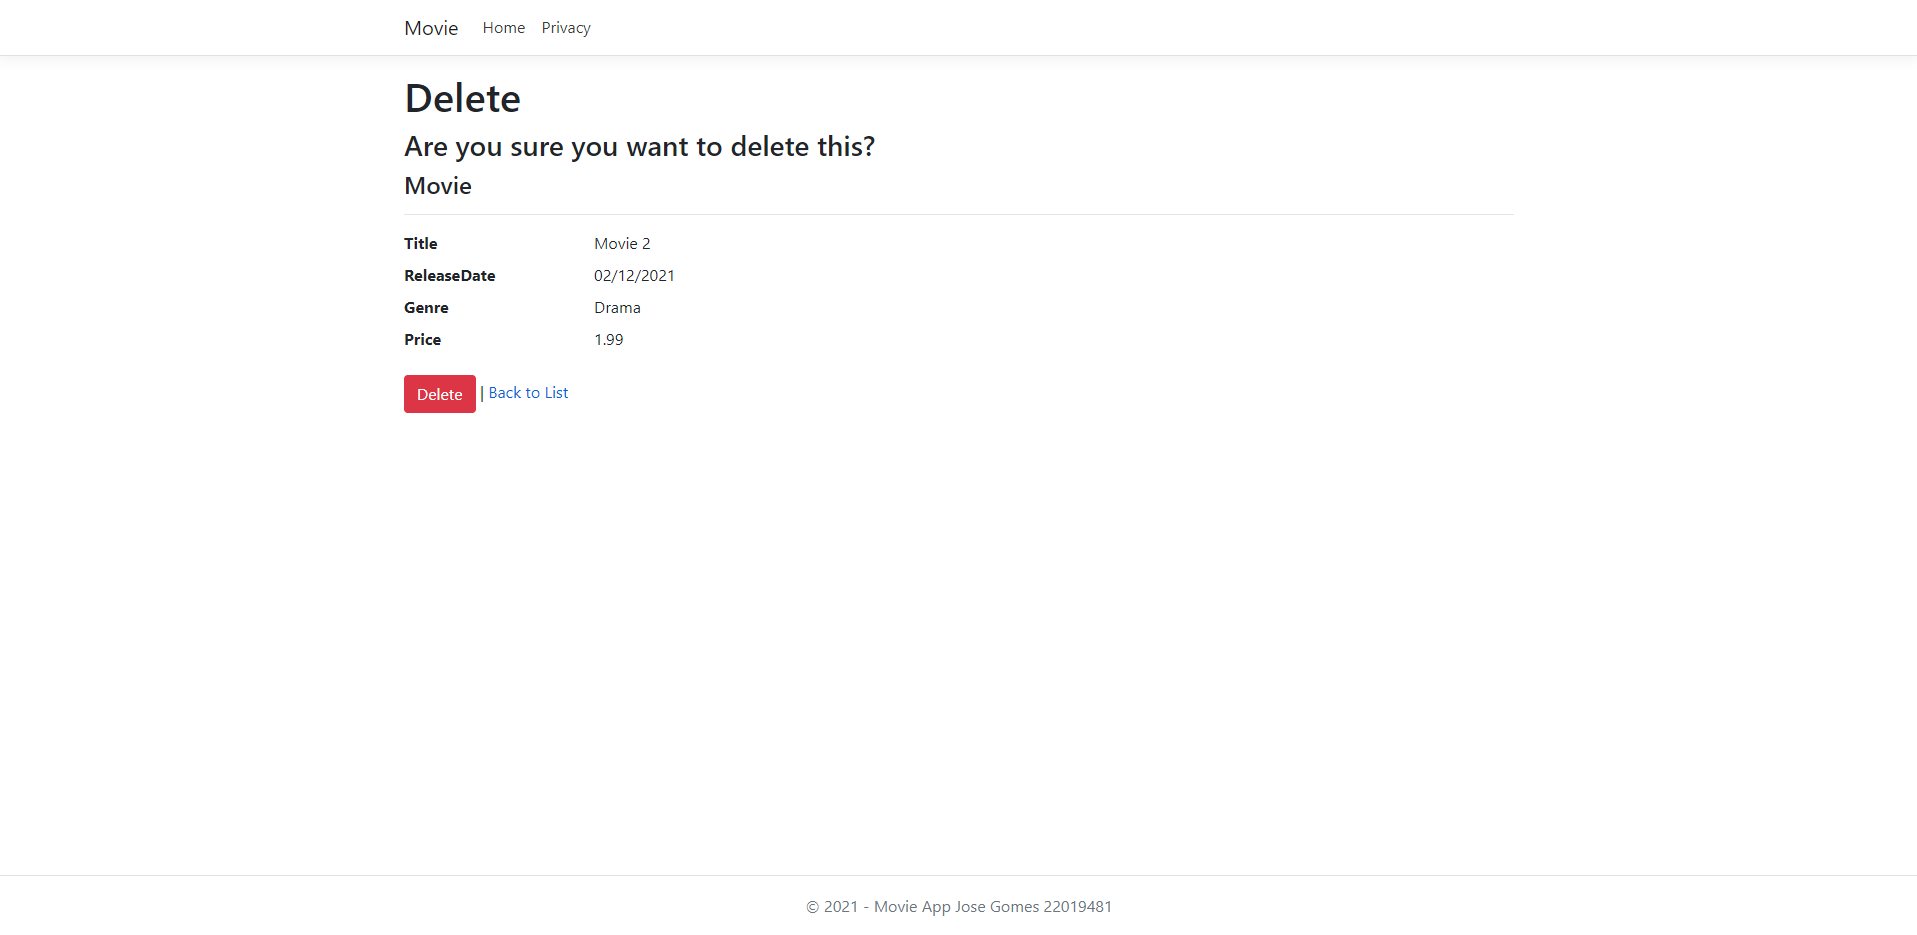 Movie Home Privacy
Delete
Are you sure you want to delete this?
Movie
Title Movie 2
ReleaseDate 02/12/2021
Genre Drama
Price 1.99
Delete | Back to List
© 2021 - Movie App Jose Gomes 22019481